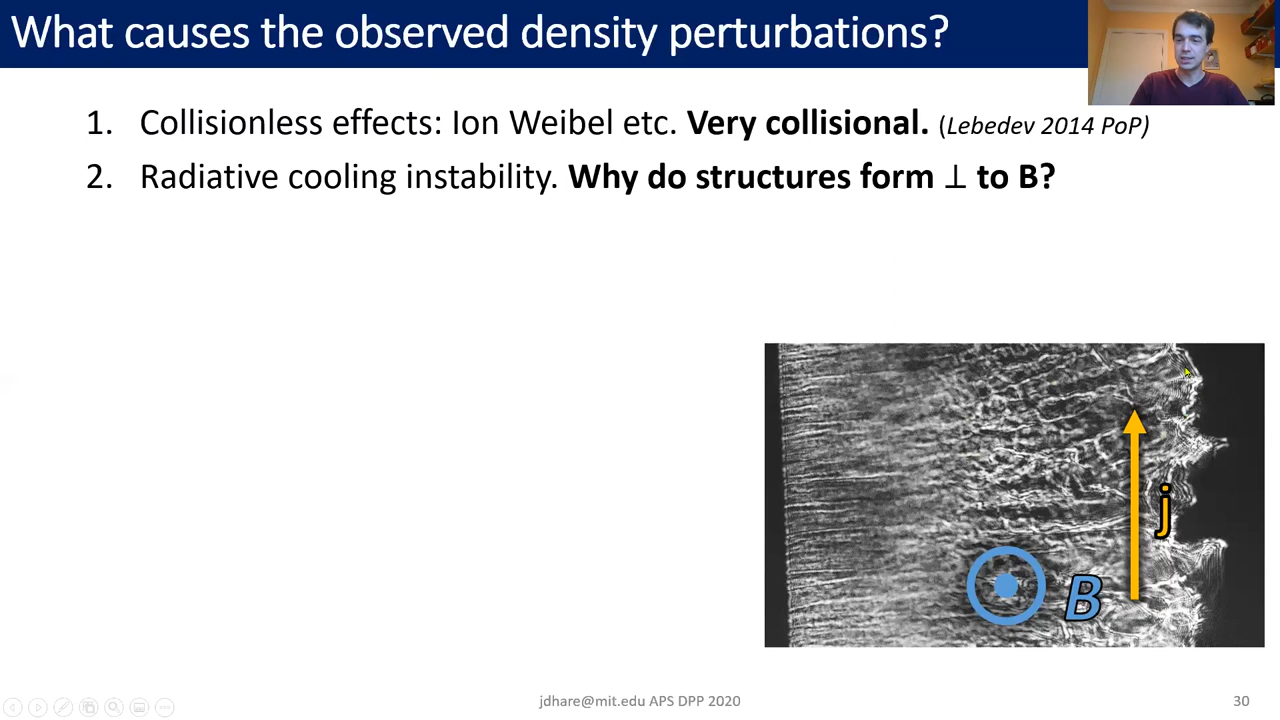 What causes the observed density perturbations?
1. Collisionless effects: Ion Weibel etc. Very collisional. (Lebedev 2014 PoP)
2. Radiative cooling instability. Why do structures form ⊥ to B?
j
B
jdhare@mit.edu APS DPP 2020
30